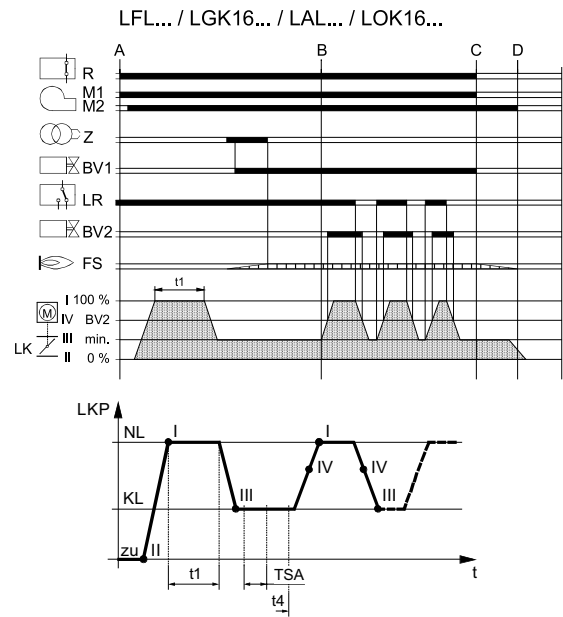 LFL... / LGK16... / LAL... / LOK16...
A B C D
R
M1
M2
Z
BV1
LR
BV2
FS
t1
I 100 %
M IV BV2
LK III min.
II 0 %
LKP
NL I I
IV IV
KL III III
zu II
t1 TSA t
t4